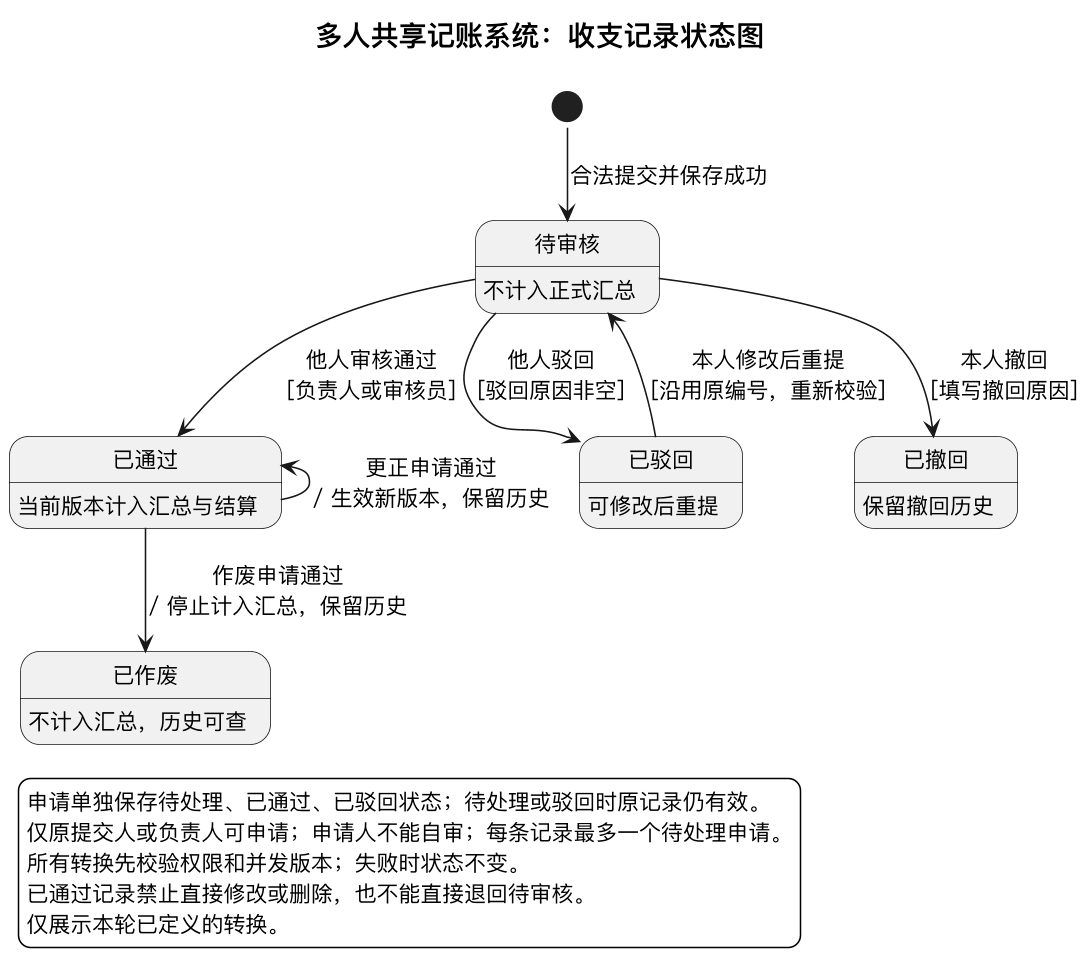 多人共享记账系统：收支记录状态图
合法提交并保存成功
待审核
不计入正式汇总
他人审核通过
[负责人或审核员]
他人驳回
[驳回原因非空]
本人修改后重提
[沿用原编号，重新校验]
本人撤回
[填写撤回原因]
已通过
当前版本计入汇总与结算
更正申请通过
/ 生效新版本，保留历史
已驳回
可修改后重提
已撤回
保留撤回历史
作废申请通过
/ 停止计入汇总，保留历史
已作废
不计入汇总，历史可查
申请单独保存待处理、已通过、已驳回状态；待处理或驳回时原记录仍有效。
仅原提交人或负责人可申请；申请人不能自审；每条记录最多一个待处理申请。
所有转换先校验权限和并发版本；失败时状态不变。
已通过记录禁止直接修改或删除，也不能直接退回待审核。
仅展示本轮已定义的转换。